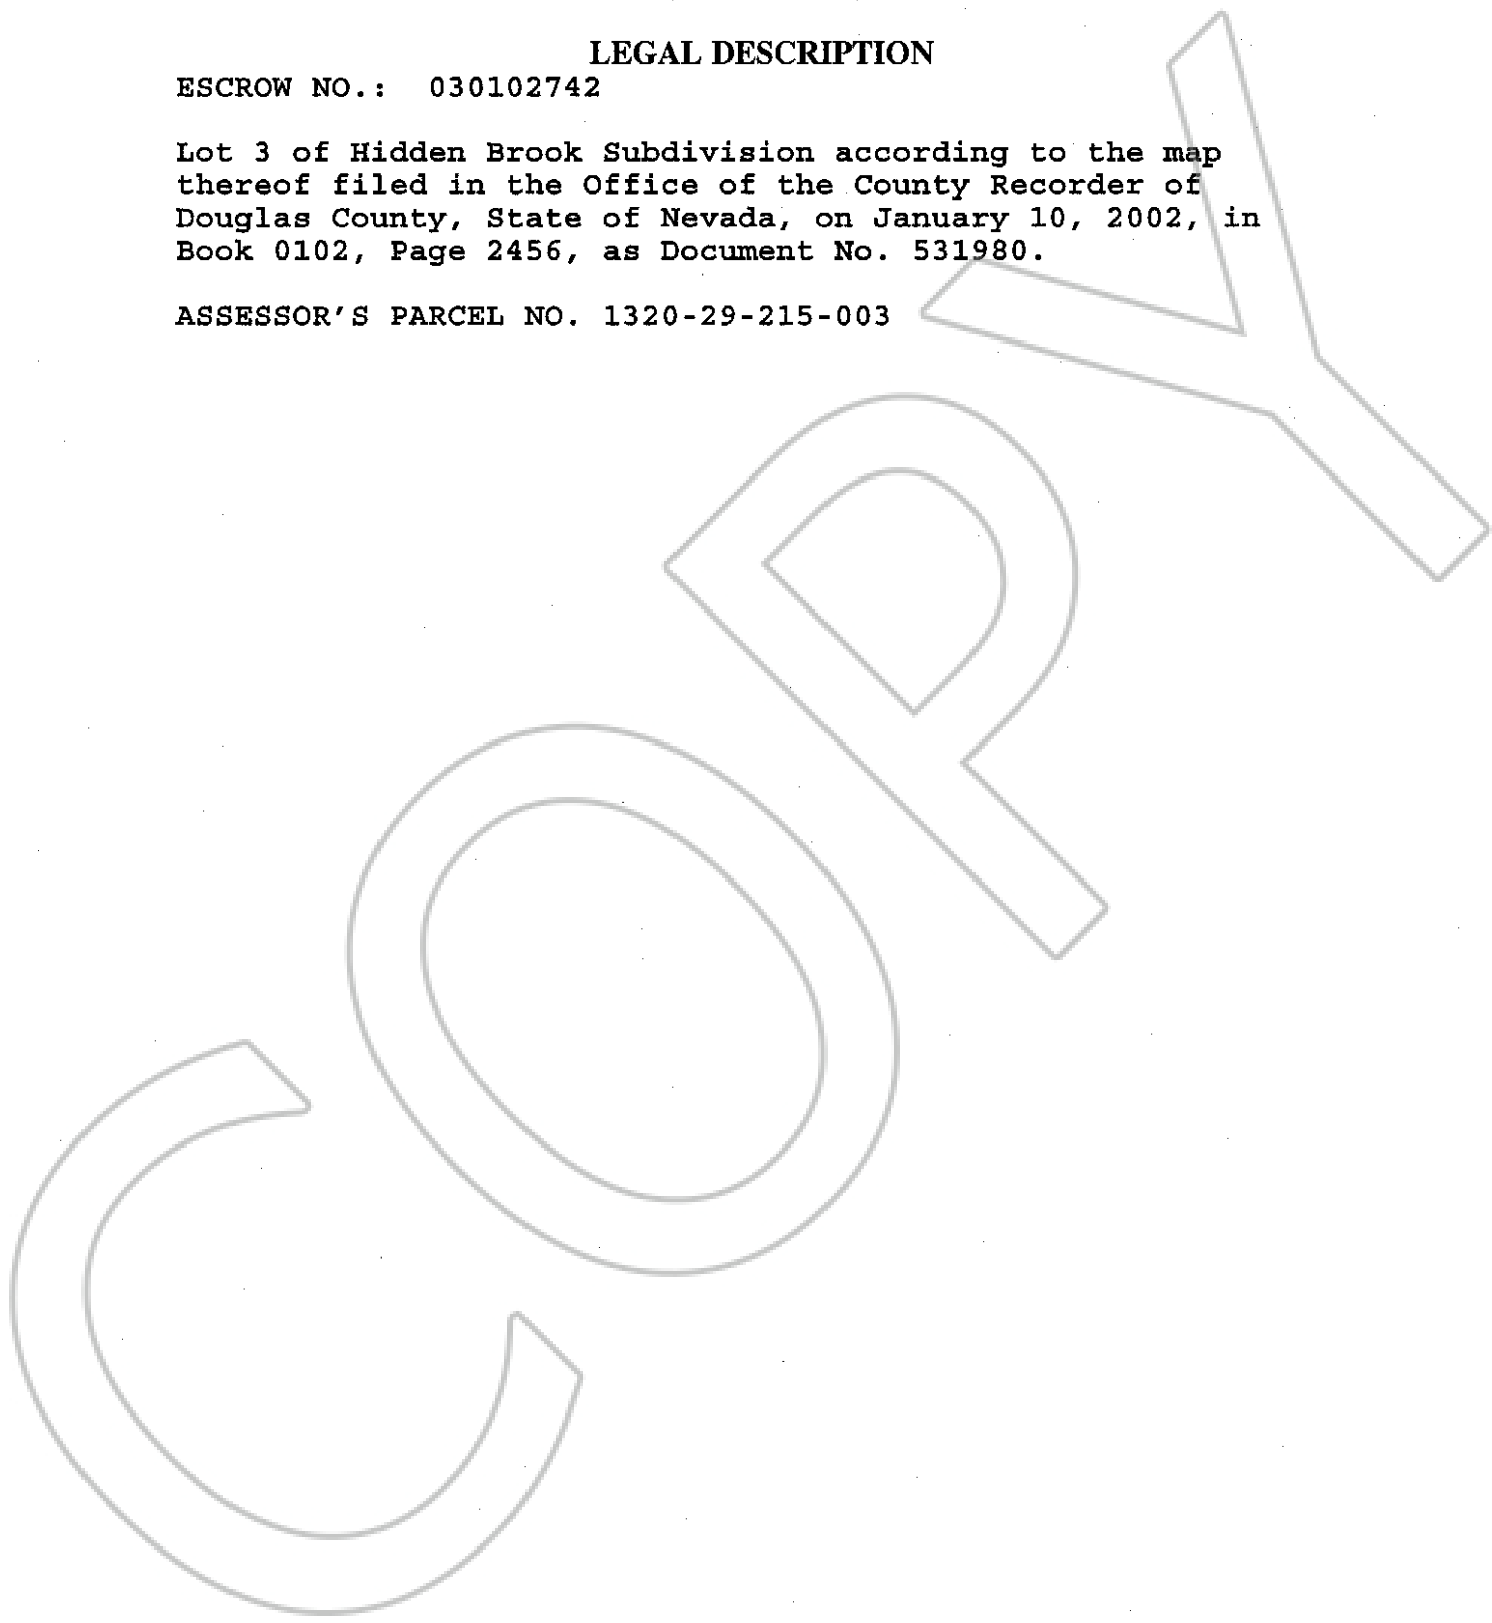 LEGAL DESCRIPTION
ESCROW NO.: 030102742
Lot 3 of Hidden Brook Subdivision according to the map
thereof filed in the Office of the County Recorder of
Douglas County, State of Nevada, on January 10, 2002, in
Book 0102, Page 2456, as Document No. 531980.
ASSESSOR'S PARCEL NO. 1320-29-215-003
COPY